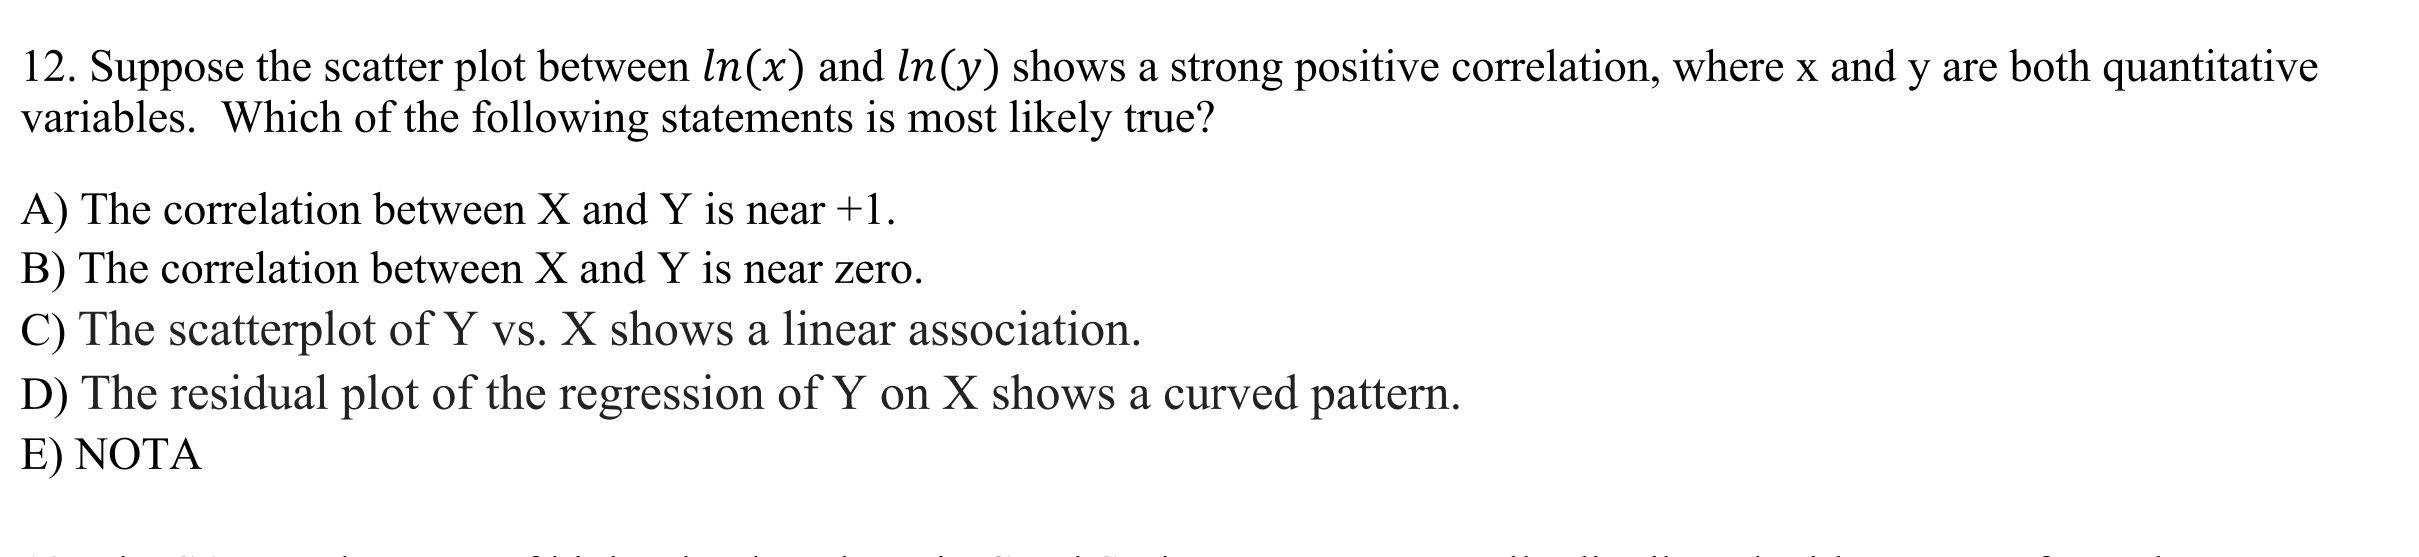 12. Suppose the scatter plot between ln(x) and ln(y) shows a strong positive correlation, where x and y are both quantitative
variables. Which of the following statements is most likely true?
A) The correlation between X and Y is near +1.
B) The correlation between X and Y is near zero.
C) The scatterplot of Y vs. X shows a linear association.
D) The residual plot of the regression of Y on X shows a curved pattern.
E) NOTA